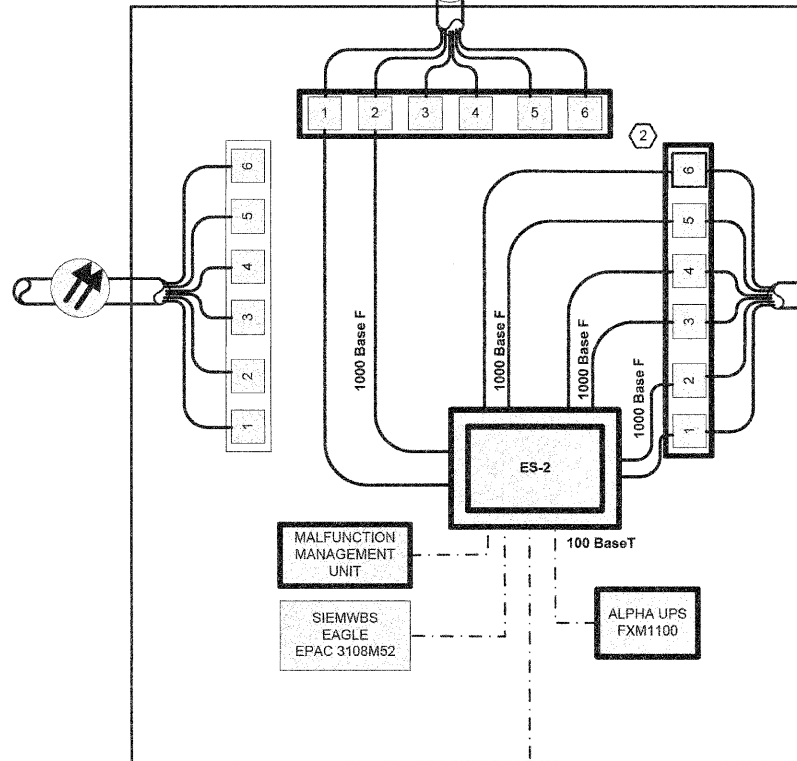 1 2 3 4 5 6
2
6
5
4
3
2
1
6
5
4
3
2
1
1000 Base F
1000 Base F
1000 Base F
1000 Base F
ES-2
100 BaseT
MALFUNCTION
MANAGEMENT
UNIT
SIEMWBS
EAGLE
EPAC 3108M52
ALPHA UPS
FXM1100